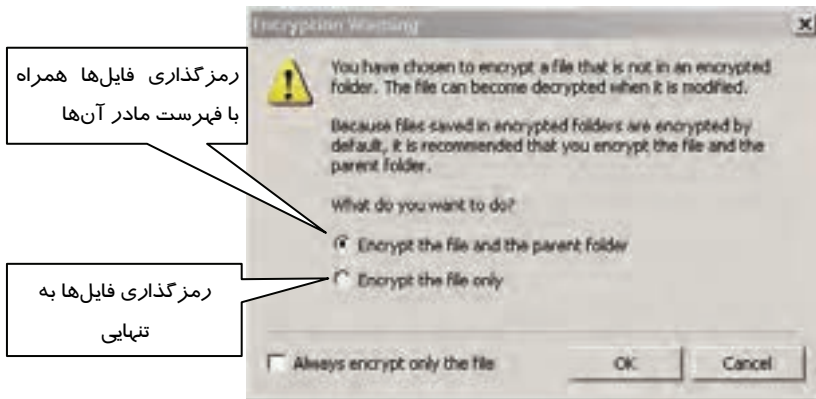 Encryption Warning
رمزگذاری فایل‌ها همراه
با فهرست مادر آن‌ها
You have chosen to encrypt a file that is not in an encrypted
folder. The file can become decrypted when it is modified.
Because files saved in encrypted folders are encrypted by
default, it is recommended that you encrypt the file and the
parent folder.
What do you want to do?
Encrypt the file and the parent folder
رمزگذاری فایل‌ها به
تنهایی
Encrypt the file only
Always encrypt only the file
OK
Cancel